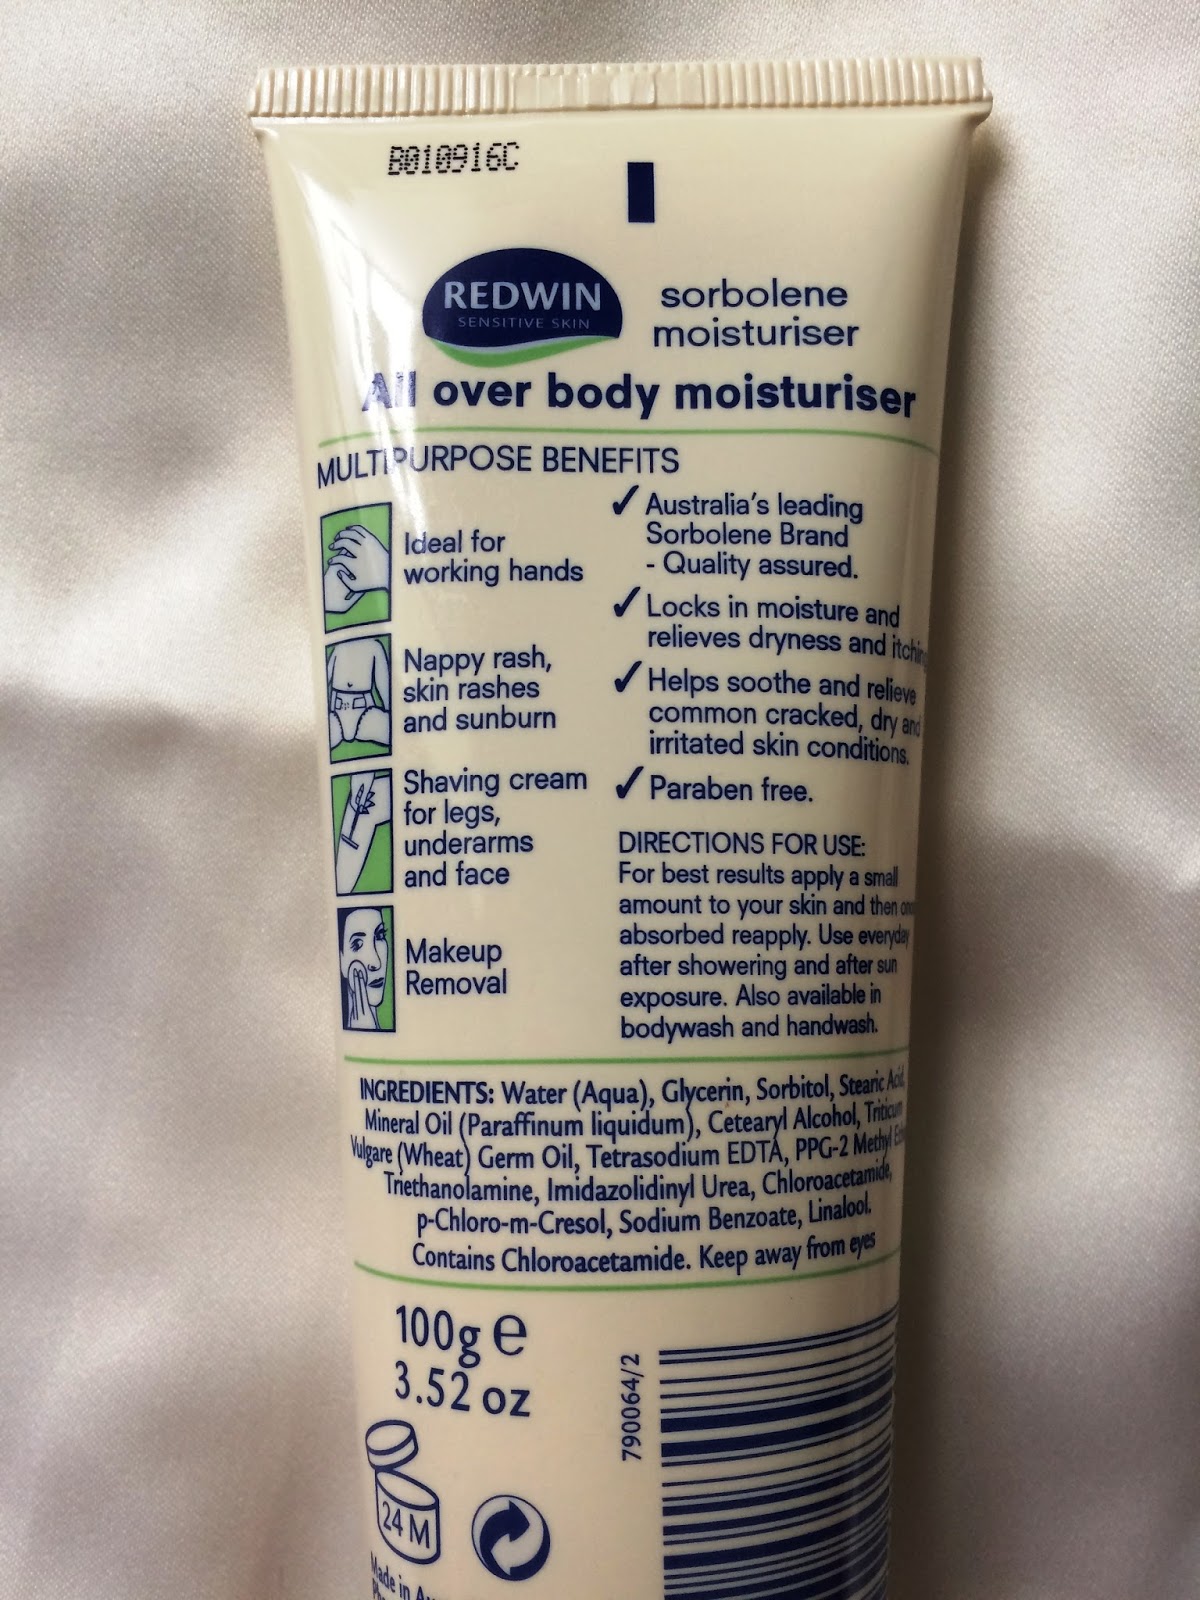 B010916C
REDWIN
SENSITIVE SKIN
sorbolene
moisturiser
All over body moisturiser
MULTIPURPOSE BENEFITS
Ideal for
working hands
Nappy rash,
skin rashes
and sunburn
Shaving cream
for legs,
underarms
and face
Makeup
Removal
✓ Australia's leading
Sorbolene Brand
- Quality assured.
✓ Locks in moisture and
relieves dryness and itching
✓ Helps soothe and relieve
common cracked, dry and
irritated skin conditions.
✓ Paraben free.
DIRECTIONS FOR USE:
For best results apply a small
amount to your skin and then
absorbed reapply. Use everyday
after showering and after sun
exposure. Also available in
bodywash and handwash.
INGREDIENTS: Water (Aqua), Glycerin, Sorbitol, Stearic Acid,
Mineral Oil (Paraffinum liquidum), Cetearyl Alcohol, Triticum
Vulgare (Wheat) Germ Oil, Tetrasodium EDTA, PPG-2 Methyl
Triethanolamine, Imidazolidinyl Urea, Chloroacetamide,
p-Chloro-m-Cresol, Sodium Benzoate, Linalool.
Contains Chloroacetamide. Keep away from eyes
100g e
3.52 oz
790064/2
24 M
Made in